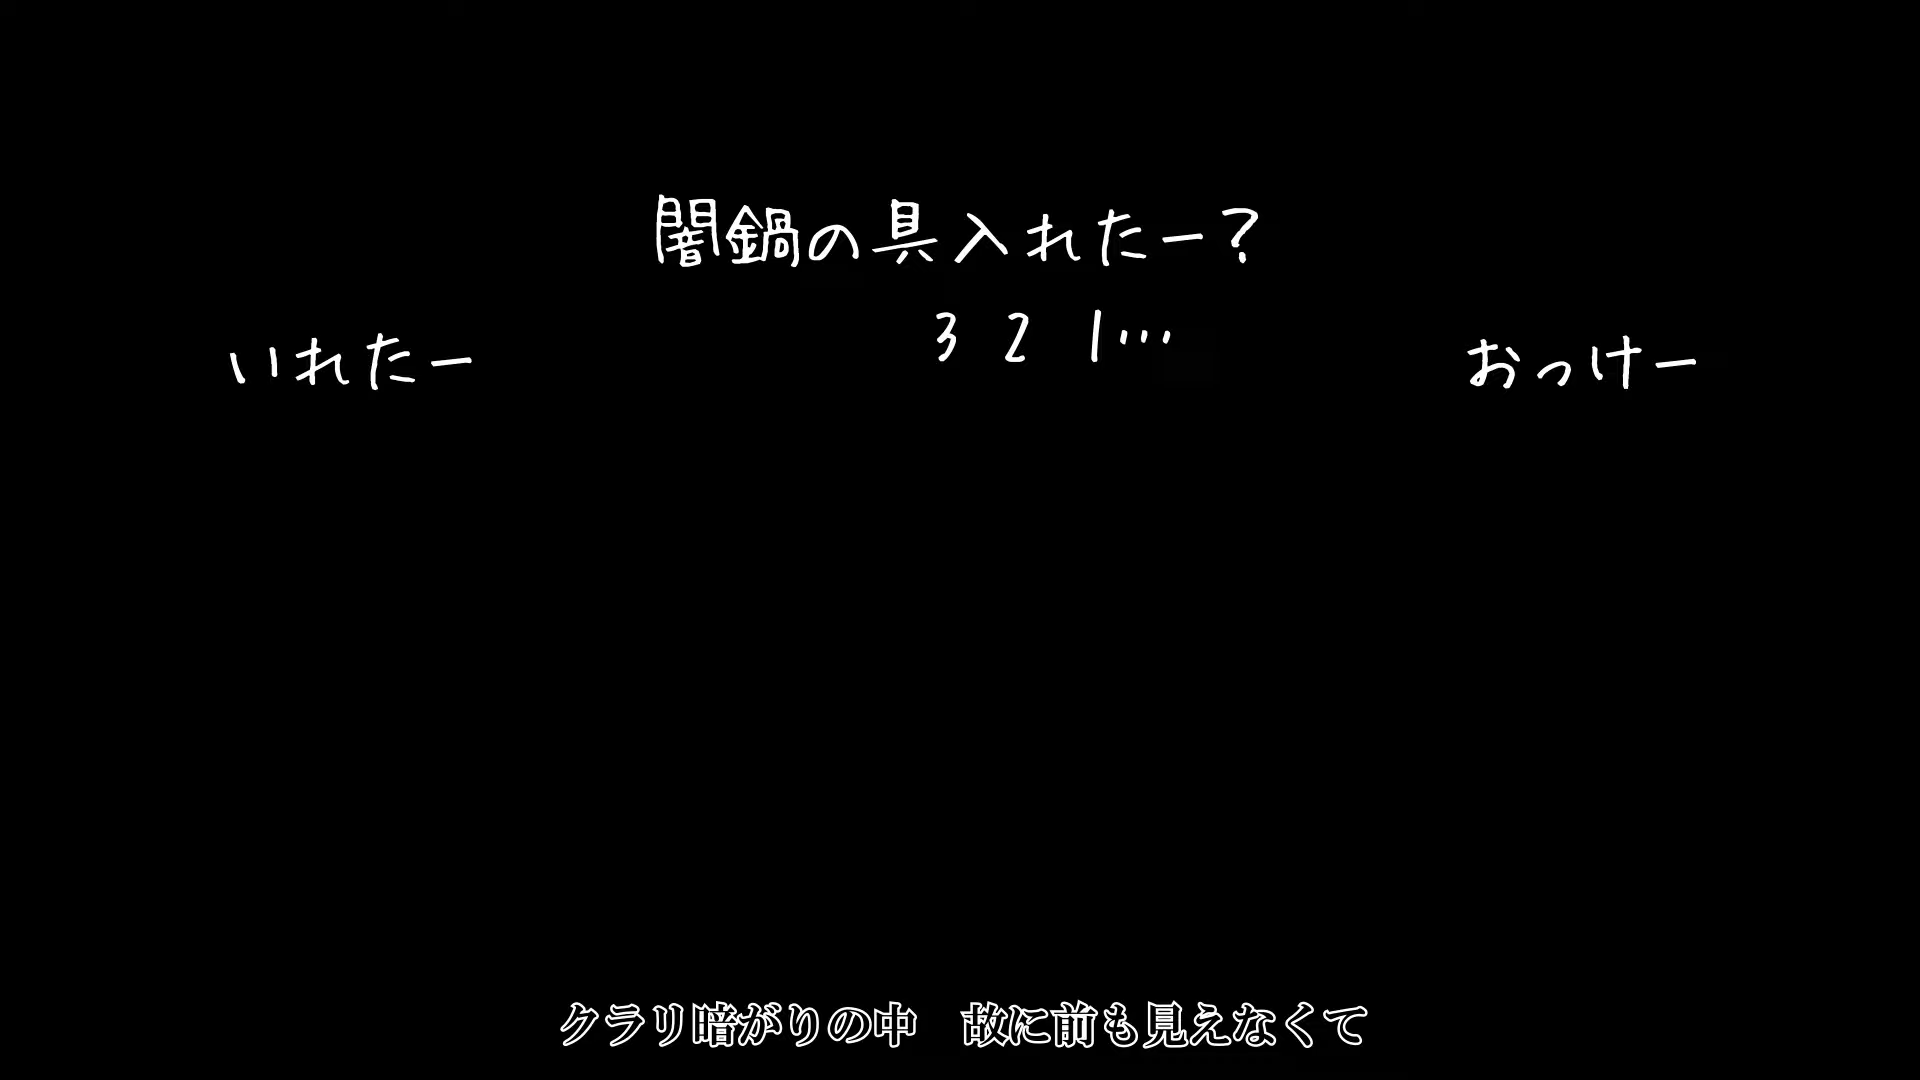 闇鍋の具入れたー?
3 2 1…
いれたー
おっけー
クラリ暗がりの中　故に前も見えなくて